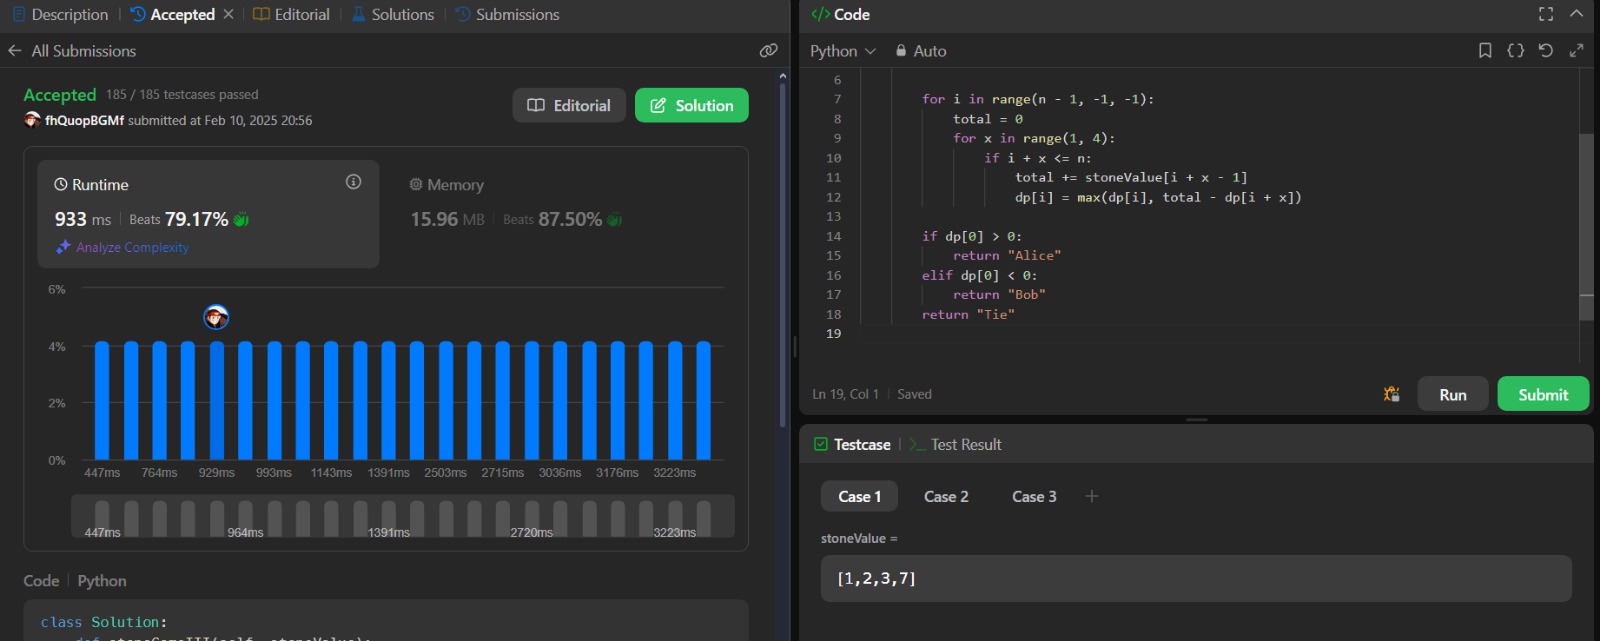 Description
Accepted
Editorial
Solutions
Submissions
All Submissions
Accepted 185 / 185 testcases passed
fhQuopBGMf submitted at Feb 10, 2025 20:56
Editorial
Solution
Runtime
933 ms | Beats 79.17%
Analyze Complexity
Memory
15.96 MB | Beats 87.50%
6%
4%
2%
0%
447ms 764ms 929ms 993ms 1143ms 1391ms 2503ms 2715ms 3036ms 3176ms 3223ms
447ms 964ms 1391ms 2720ms 3223ms
Code | Python
class Solution:
def stoneGameIII(self, stoneValue):
</> Code
Python Auto
6
7 for i in range(n - 1, -1, -1):
8 total = 0
9 for x in range(1, 4):
10 if i + x <= n:
11 total += stoneValue[i + x - 1]
12 dp[i] = max(dp[i], total - dp[i + x])
13
14 if dp[0] > 0:
15 return "Alice"
16 elif dp[0] < 0:
17 return "Bob"
18 return "Tie"
19
Ln 19, Col 1 | Saved
Run
Submit
Testcase | >_ Test Result
Case 1 Case 2 Case 3 +
stoneValue =
[1,2,3,7]